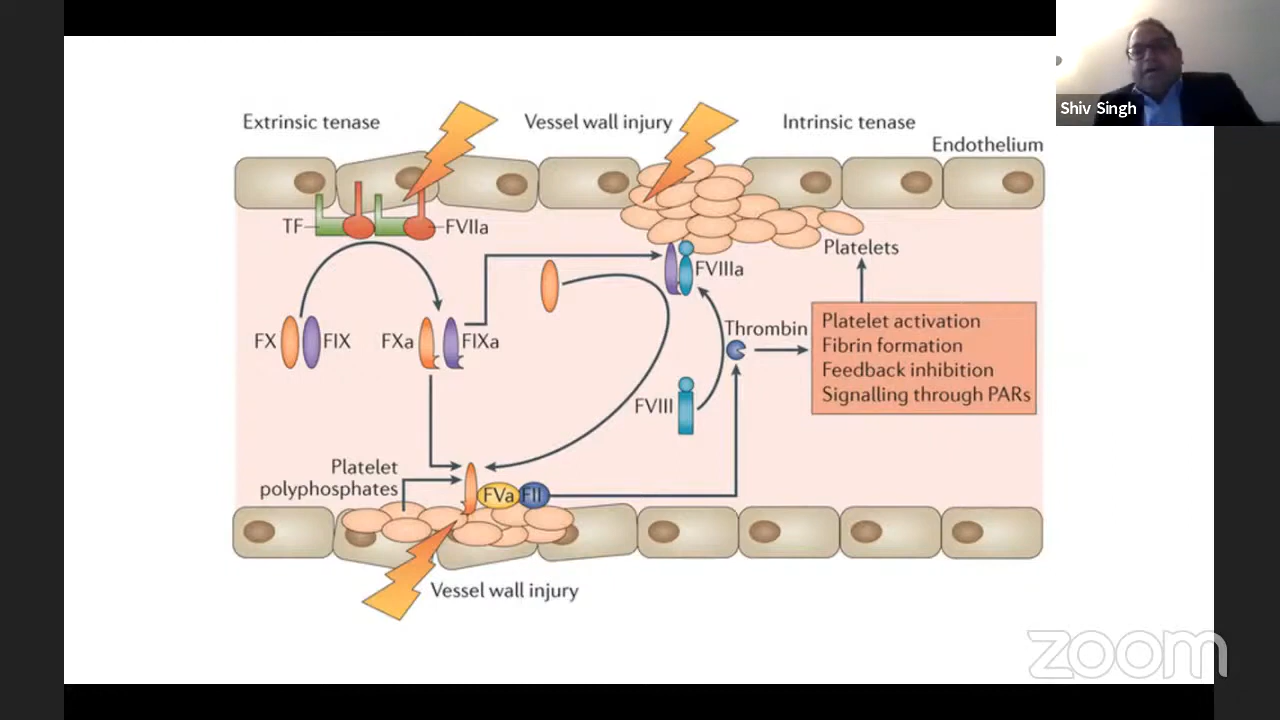 Shiv Singh
Extrinsic tenase
Vessel wall injury
Intrinsic tenase
Endothelium
TF
FVIIa
Platelets
FVIIIa
FX
FIX
FXa
FIXa
Thrombin
Platelet activation
Fibrin formation
Feedback inhibition
Signalling through PARs
FVIII
Platelet
polyphosphates
FVa
FII
Vessel wall injury
zoom